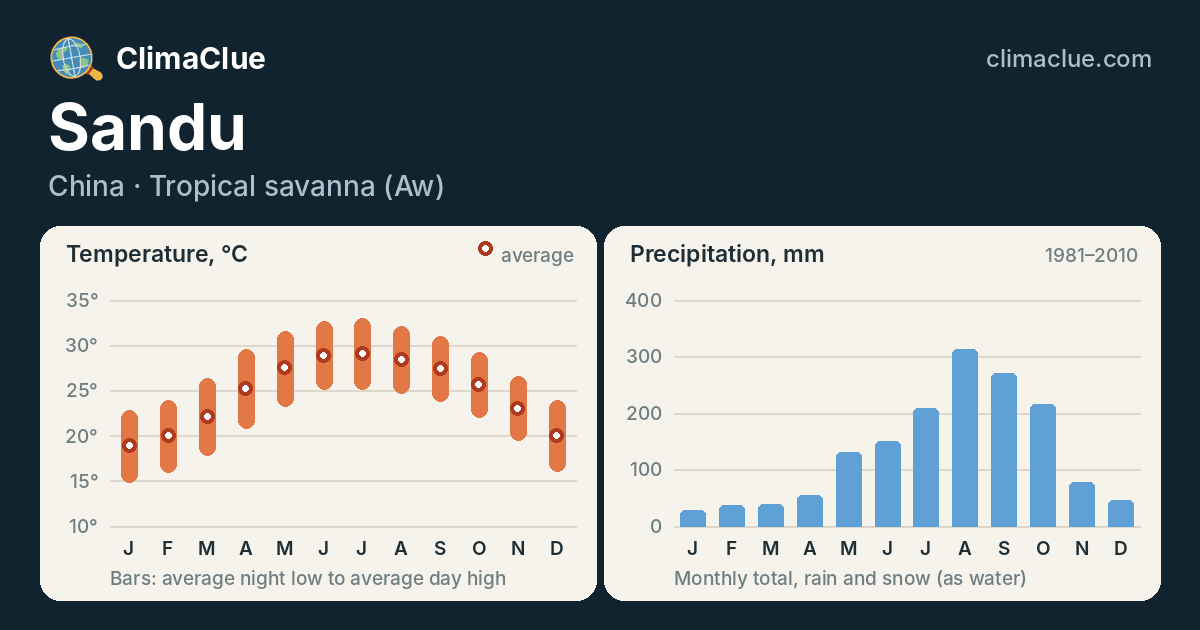 ClimaClue
climaclue.com
Sandu
China · Tropical savanna (Aw)
Temperature, °C
average
35°
30°
25°
20°
15°
10°
J F M A M J J A S O N D
Bars: average night low to average day high
Precipitation, mm
1981–2010
400
300
200
100
0
J F M A M J J A S O N D
Monthly total, rain and snow (as water)